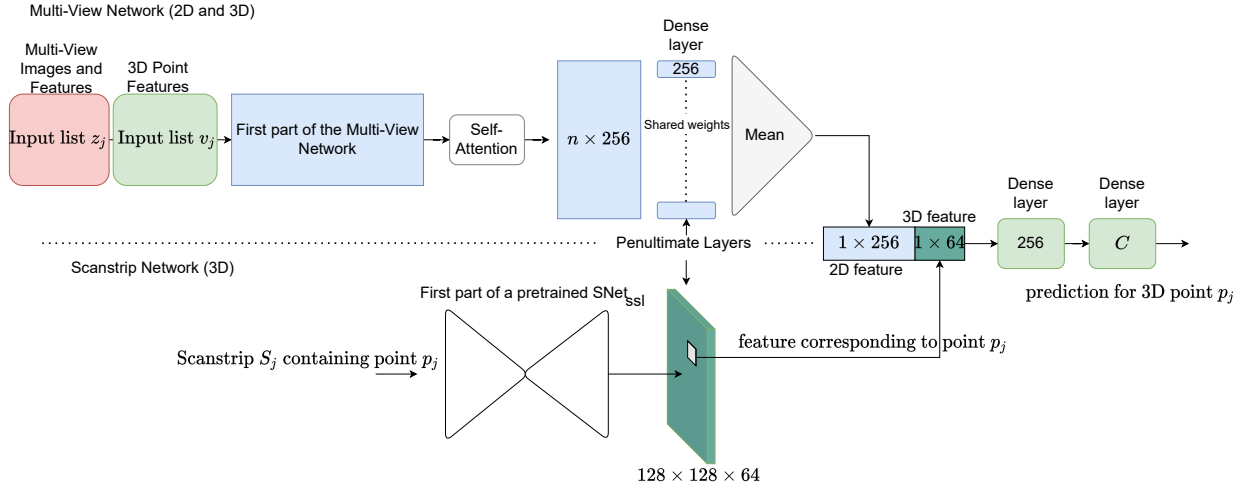 Multi-View Network (2D and 3D)
Multi-View
Images and
Features
3D Point
Features
Input list z_j
Input list v_j
First part of the Multi-View
Network
Self-
Attention
n × 256
Dense
layer
256
Shared weights
Mean
Penultimate Layers
Scanstrip Network (3D)
3D feature
1 × 256
1 × 64
2D feature
Dense
layer
256
Dense
layer
C
prediction for 3D point p_j
First part of a pretrained SNet_ssl
Scanstrip S_j containing point p_j
feature corresponding to point p_j
128 × 128 × 64